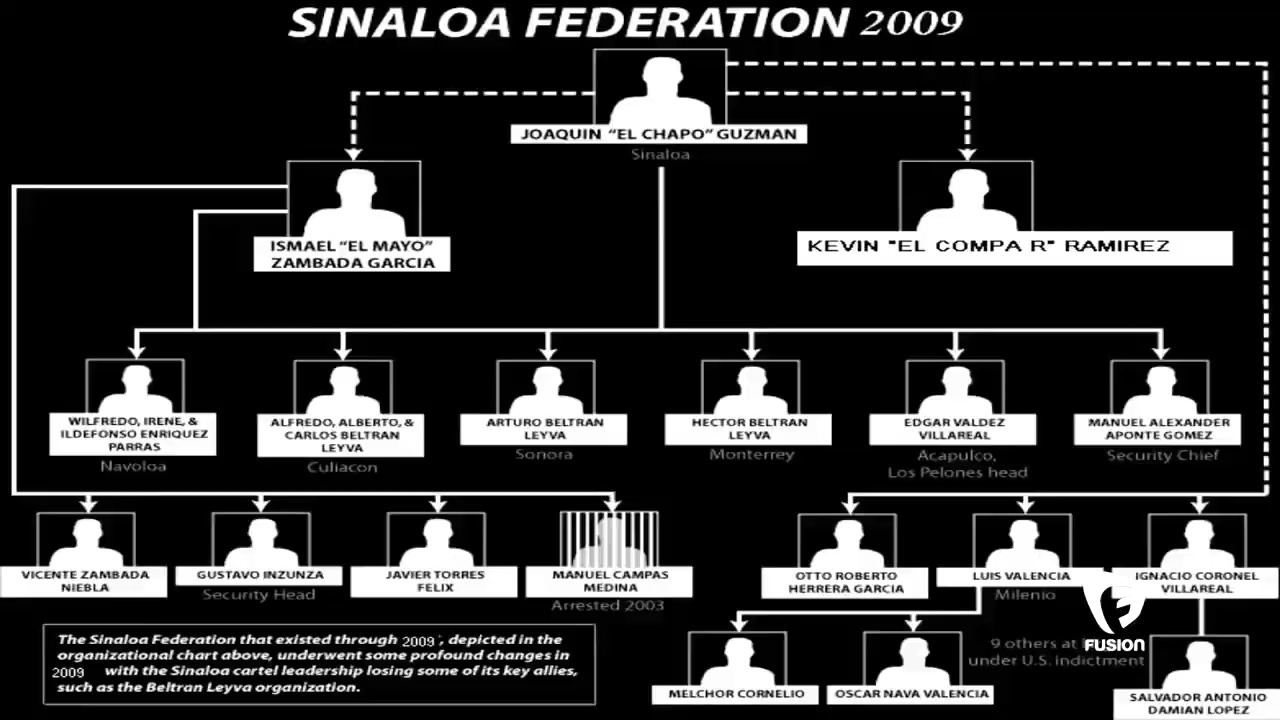 SINALOA FEDERATION 2009
JOAQUIN "EL CHAPO" GUZMAN
Sinaloa
ISMAEL "EL MAYO"
ZAMBADA GARCIA
KEVIN "EL COMPA R" RAMIREZ
WILFREDO, IRENE, &
ILDEFONSO ENRIQUEZ
PARRAS
Navoloa
ALFREDO, ALBERTO, &
CARLOS BELTRAN
LEYVA
Culiacon
ARTURO BELTRAN
LEYVA
Sonora
HECTOR BELTRAN
LEYVA
Monterrey
EDGAR VALDEZ
VILLAREAL
Acapulco,
Los Pelones head
MANUEL ALEXANDER
APONTE GOMEZ
Security Chief
VICENTE ZAMBADA
NIEBLA
GUSTAVO INZUNZA
Security Head
JAVIER TORRES
FELIX
MANUEL CAMPAS
MEDINA
Arrested 2003
OTTO ROBERTO
HERRERA GARCIA
LUIS VALENCIA
Milenio
IGNACIO CORONEL
VILLAREAL
MELCHOR CORNELIO
OSCAR NAVA VALENCIA
9 others at
under U.S. indictment
SALVADOR ANTONIO
DAMIAN LOPEZ
The Sinaloa Federation that existed through 2009, depicted in the
organizational chart above, underwent some profound changes in
2009 with the Sinaloa cartel leadership losing some of its key allies,
such as the Beltran Leyva organization.
FUSION